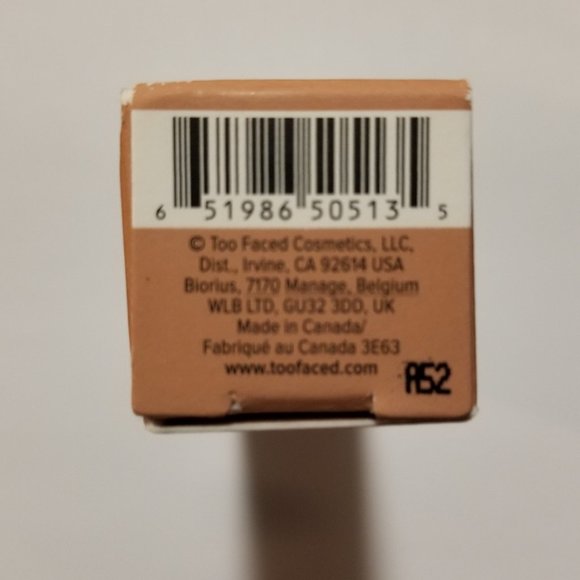 6 51986 50513 5
© Too Faced Cosmetics, LLC,
Dist., Irvine, CA 92614 USA
Biorius, 7170 Manage, Belgium
WLB LTD, GU32 3DD, UK
Made in Canada/
Fabriqué au Canada 3E63
www.toofaced.com
A52